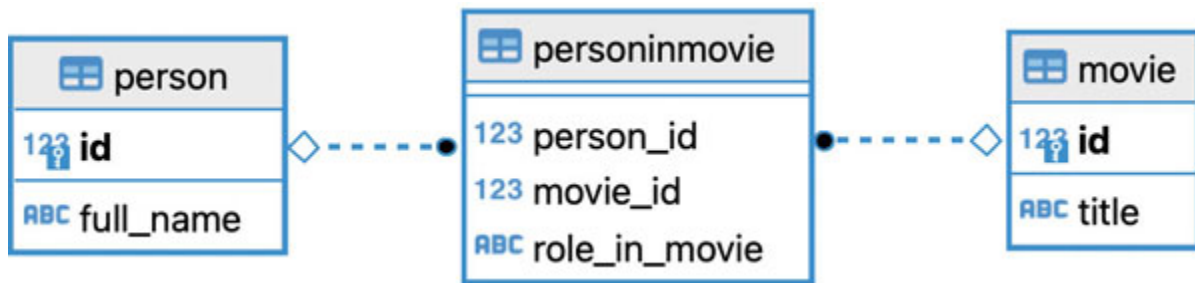 person
123 id
ABC full_name
personinmovie
123 person_id
123 movie_id
ABC role_in_movie
movie
123 id
ABC title